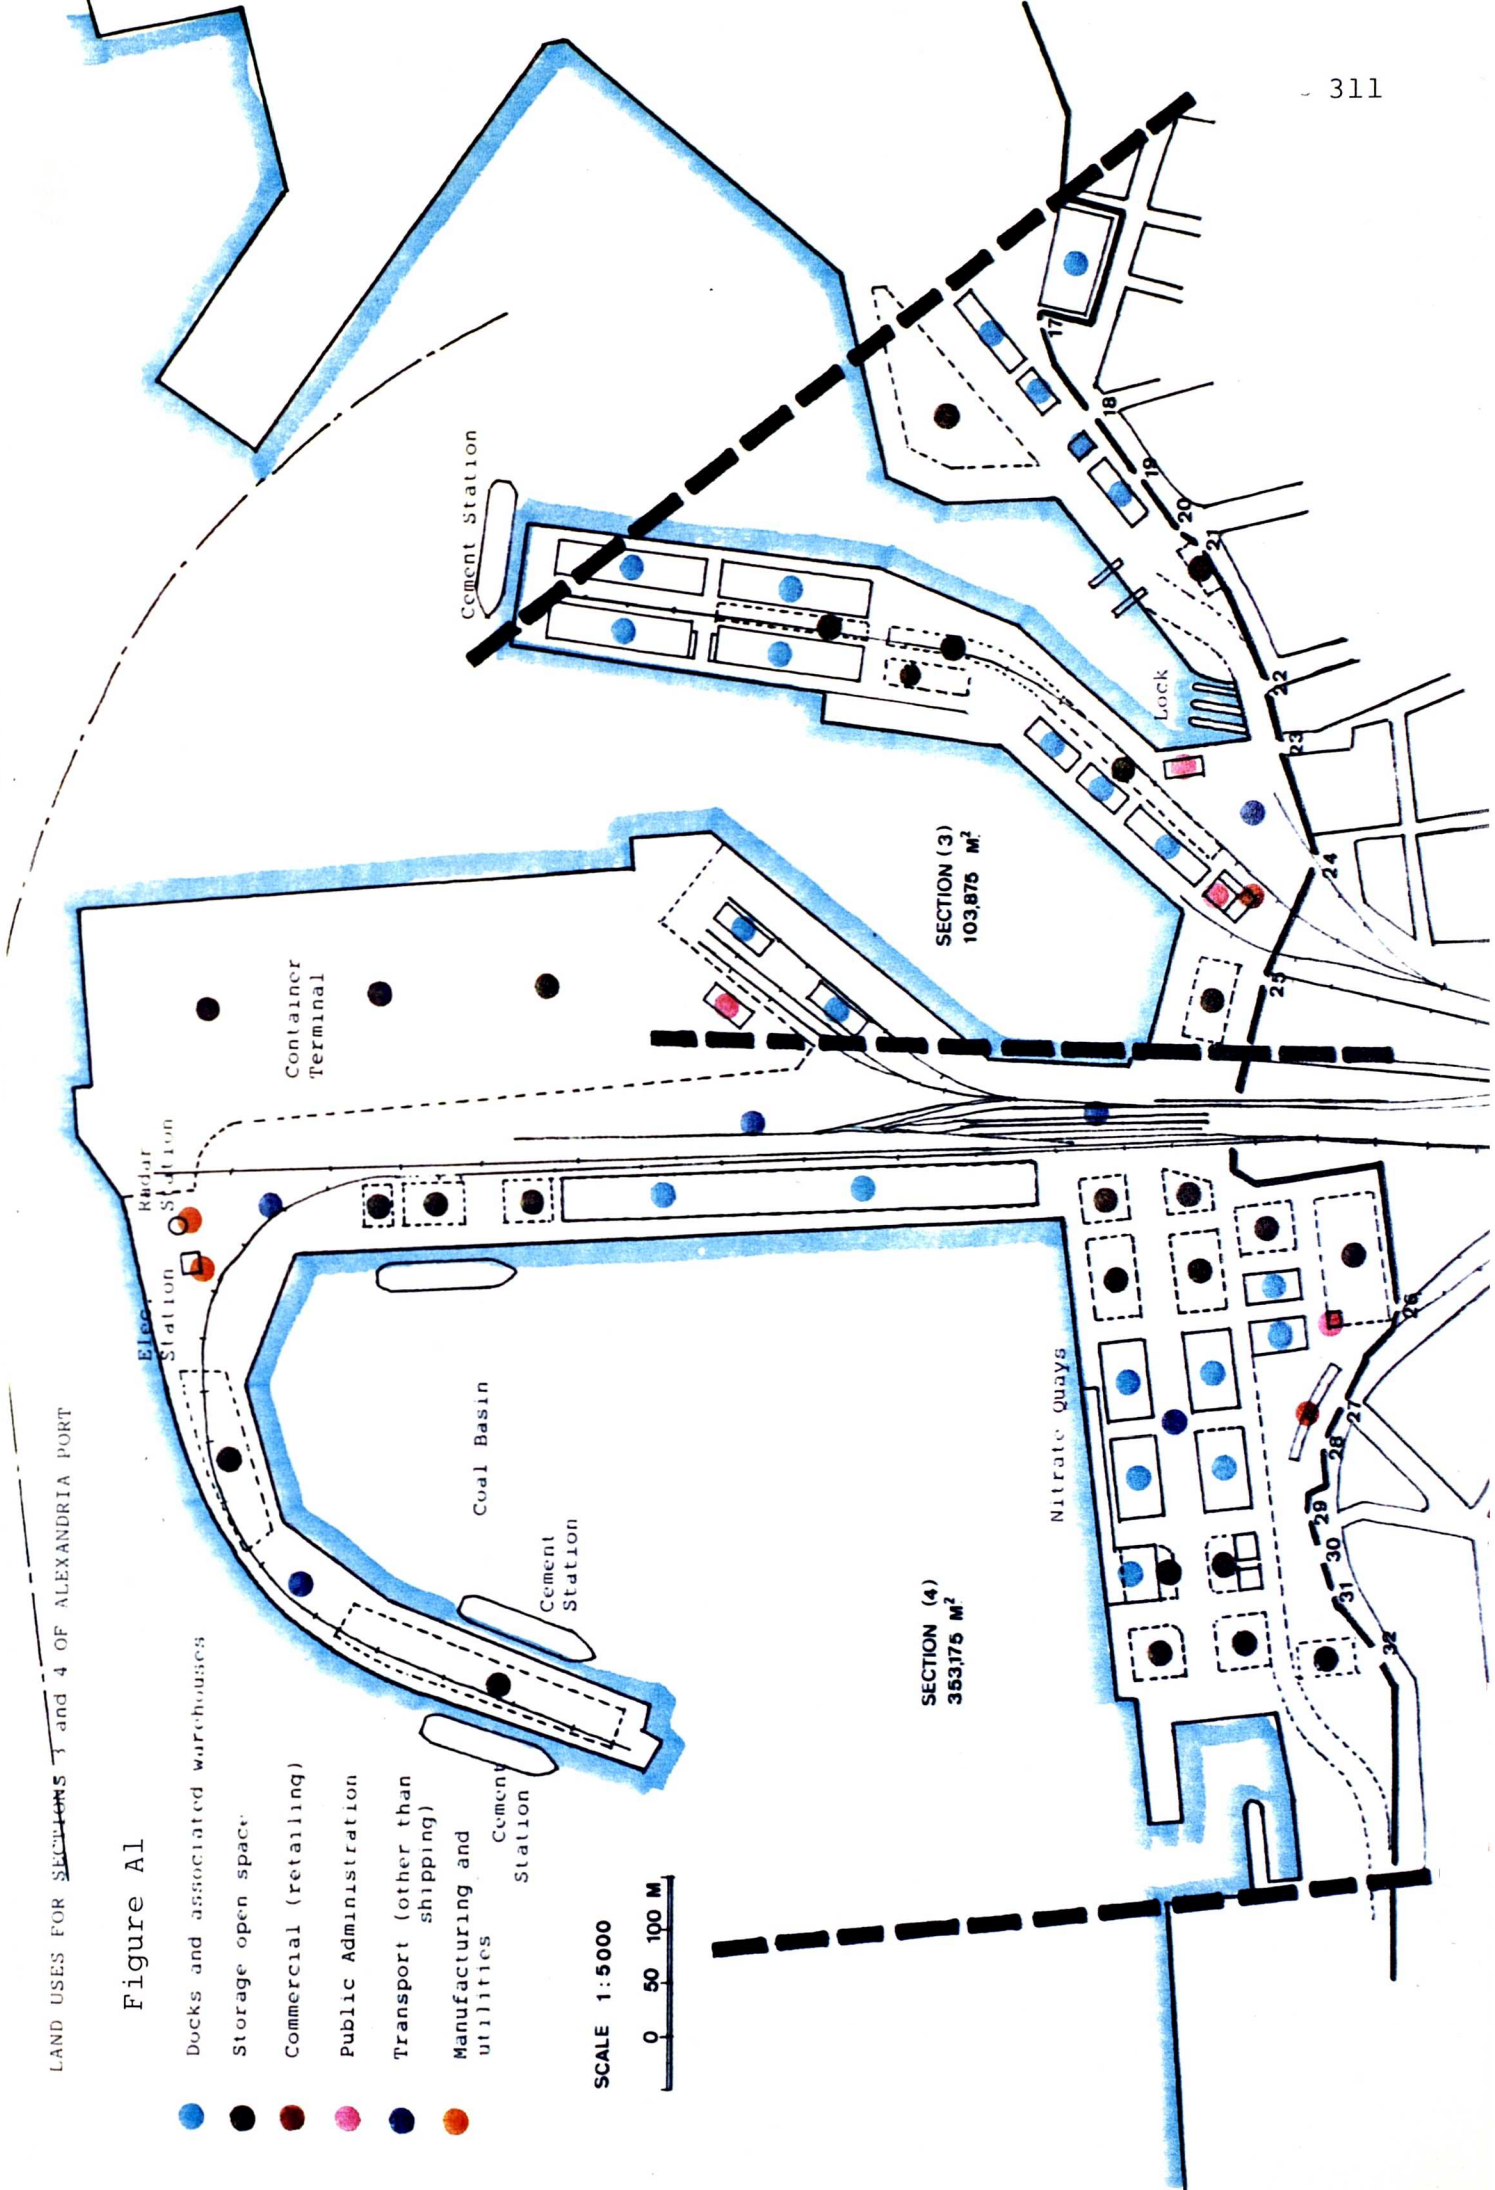 311
LAND USES FOR SECTIONS 3 and 4 OF ALEXANDRIA PORT
Figure A1
Docks and associated warehouses
Storage open space
Commercial (retailing)
Public Administration
Transport (other than
shipping)
Manufacturing and
utilities
SCALE 1:5000
0 50 100 M
Elec.
Station
Radar
Station
Container
Terminal
Cement Station
Coal Basin
Cement
Station
Cement
Station
Nitrate Quays
Lock
SECTION (3)
103,875 M²
SECTION (4)
353,175 M²
17
18
19
20
21
22
23
24
25
26
27
28
29
30
31
32